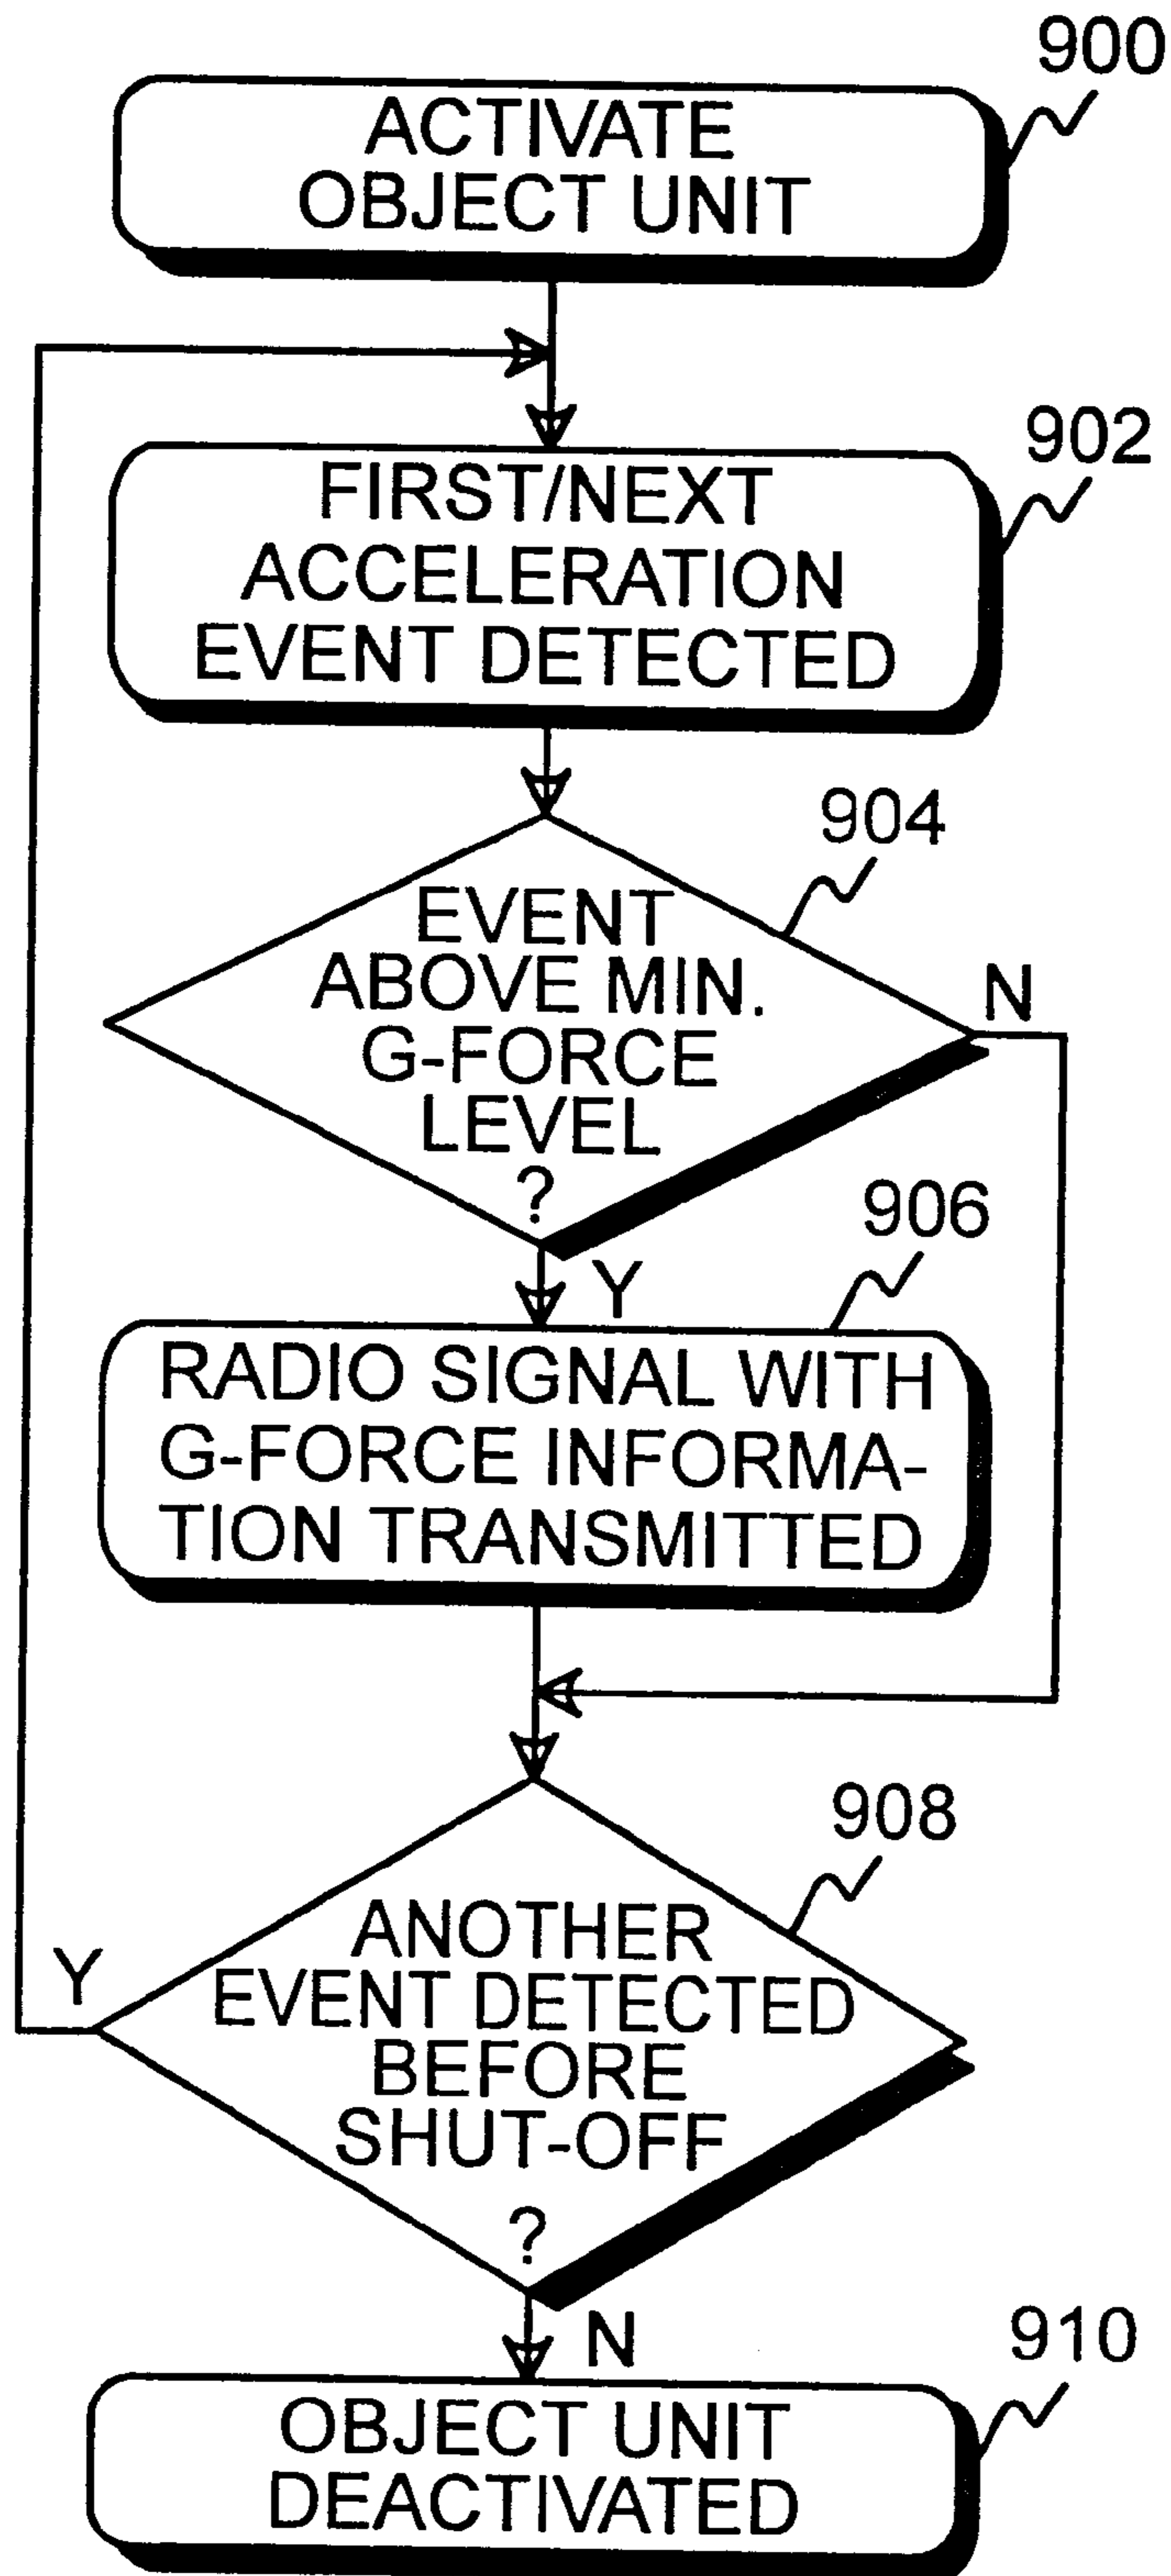 900
ACTIVATE
OBJECT UNIT
902
FIRST/NEXT
ACCELERATION
EVENT DETECTED
904
EVENT
ABOVE MIN.
G-FORCE
LEVEL
?
N
Y
906
RADIO SIGNAL WITH
G-FORCE INFORMA-
TION TRANSMITTED
908
ANOTHER
EVENT DETECTED
BEFORE
SHUT-OFF
?
Y
N
910
OBJECT UNIT
DEACTIVATED